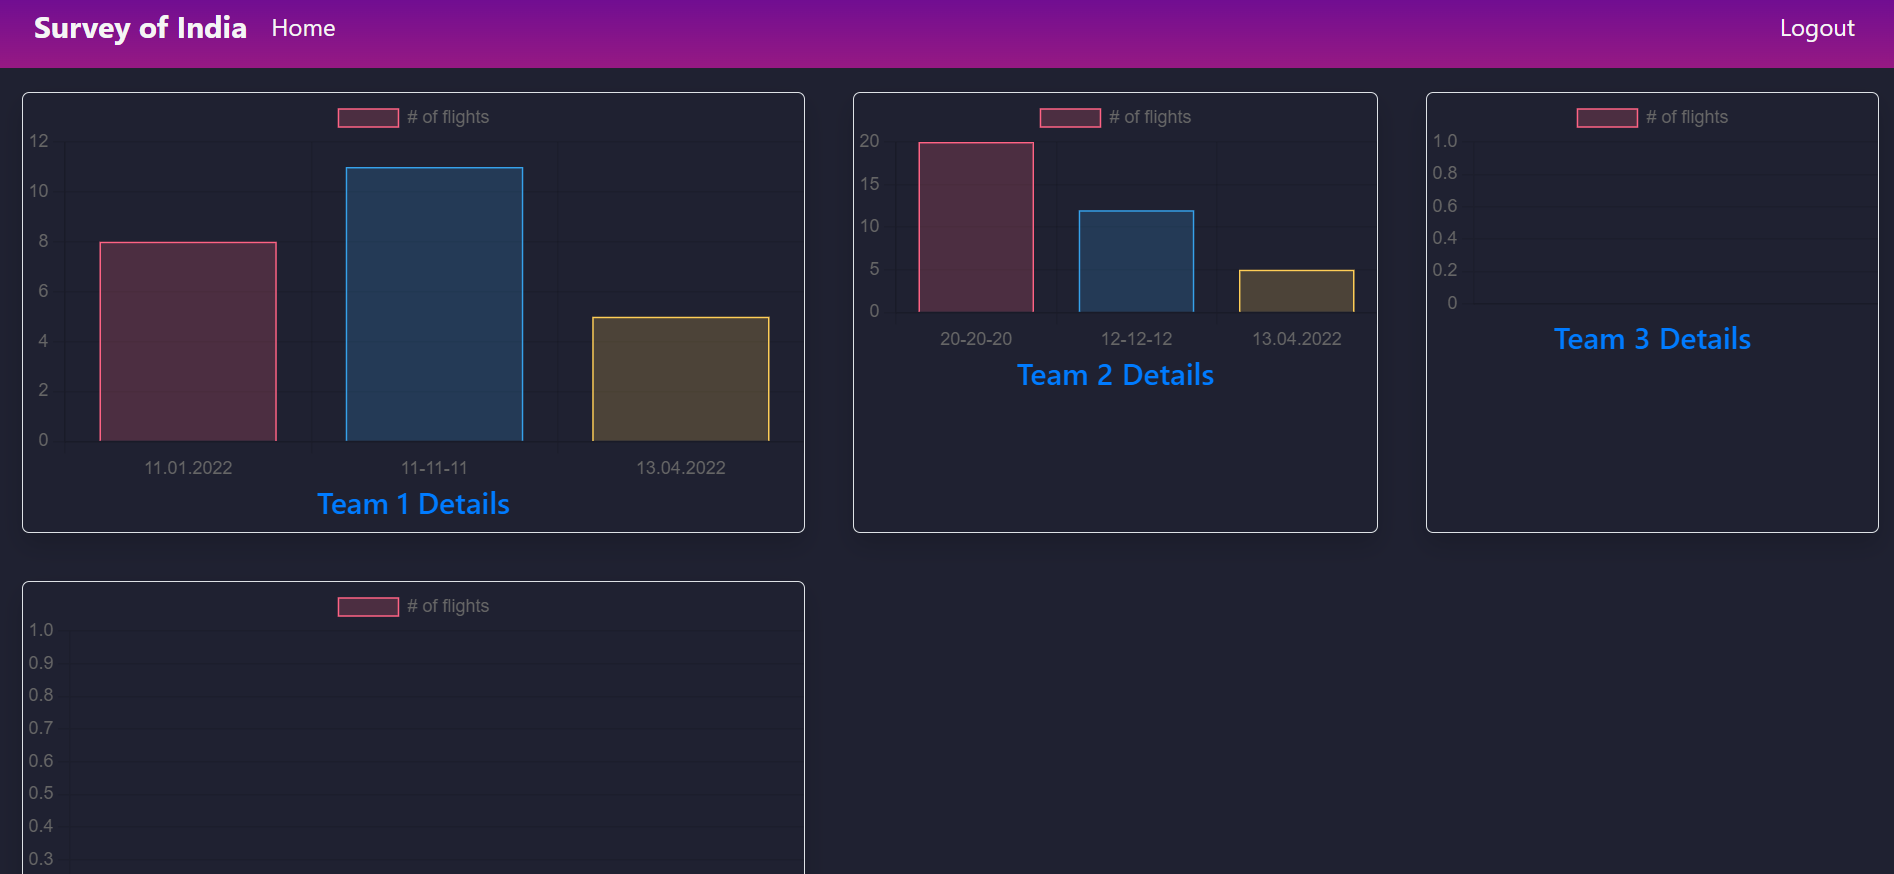 Survey of India Home Logout
# of flights
12
10
8
6
4
2
0
11.01.2022 11-11-11 13.04.2022
Team 1 Details
# of flights
20
15
10
5
0
20-20-20 12-12-12 13.04.2022
Team 2 Details
# of flights
1.0
0.8
0.6
0.4
0.2
0
Team 3 Details
# of flights
1.0
0.9
0.8
0.7
0.6
0.5
0.4
0.3